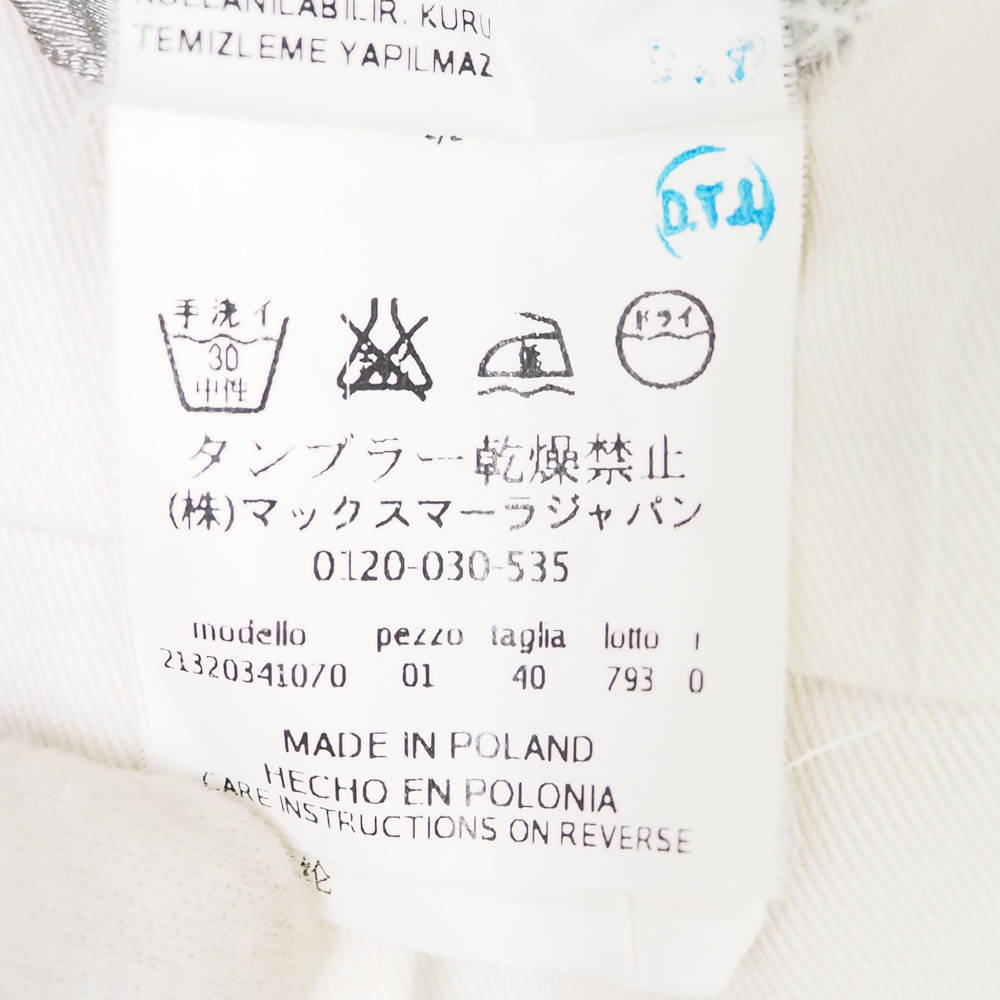 KULLANILABILIR. KURU
TEMIZLEME YAPILMAZ
手洗イ
30
中性
ドライ
タンブラー乾燥禁止
(株)マックスマーラジャパン
0120-030-535
modello pezzo taglia lotto
21320341070 01 40 793 0
MADE IN POLAND
HECHO EN POLONIA
CARE INSTRUCTIONS ON REVERSE